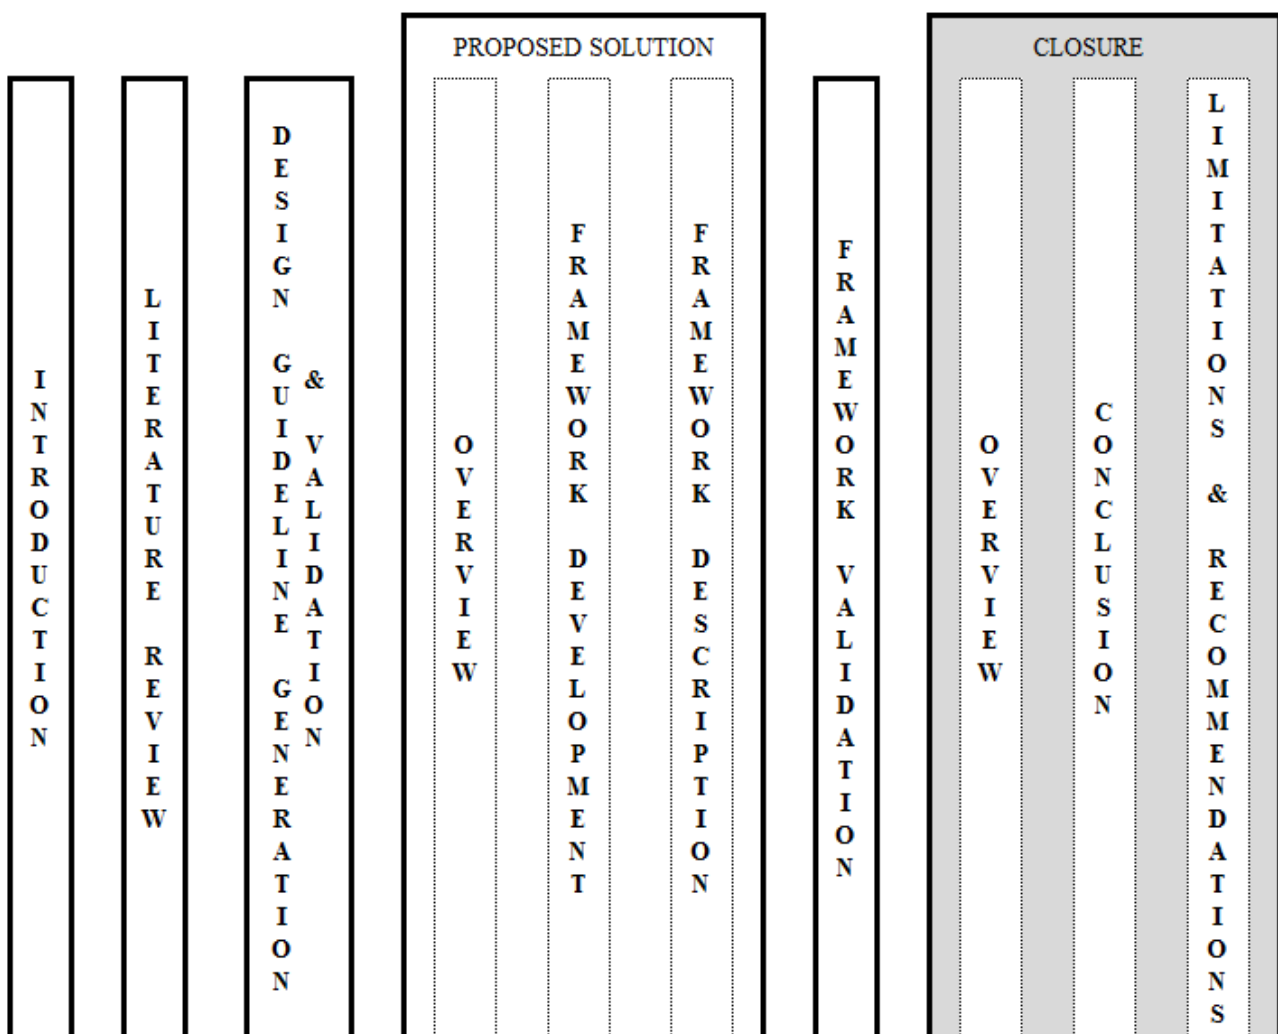 INTRODUCTION
LITERATURE REVIEW
DESIGN GUIDELINE GENERATION
& VALIDATION
PROPOSED SOLUTION
OVERVIEW
FRAMEWORK DEVELOPMENT
FRAMEWORK DESCRIPTION
FRAMEWORK VALIDATION
CLOSURE
OVERVIEW
CONCLUSION
LIMITATIONS & RECOMMENDATIONS